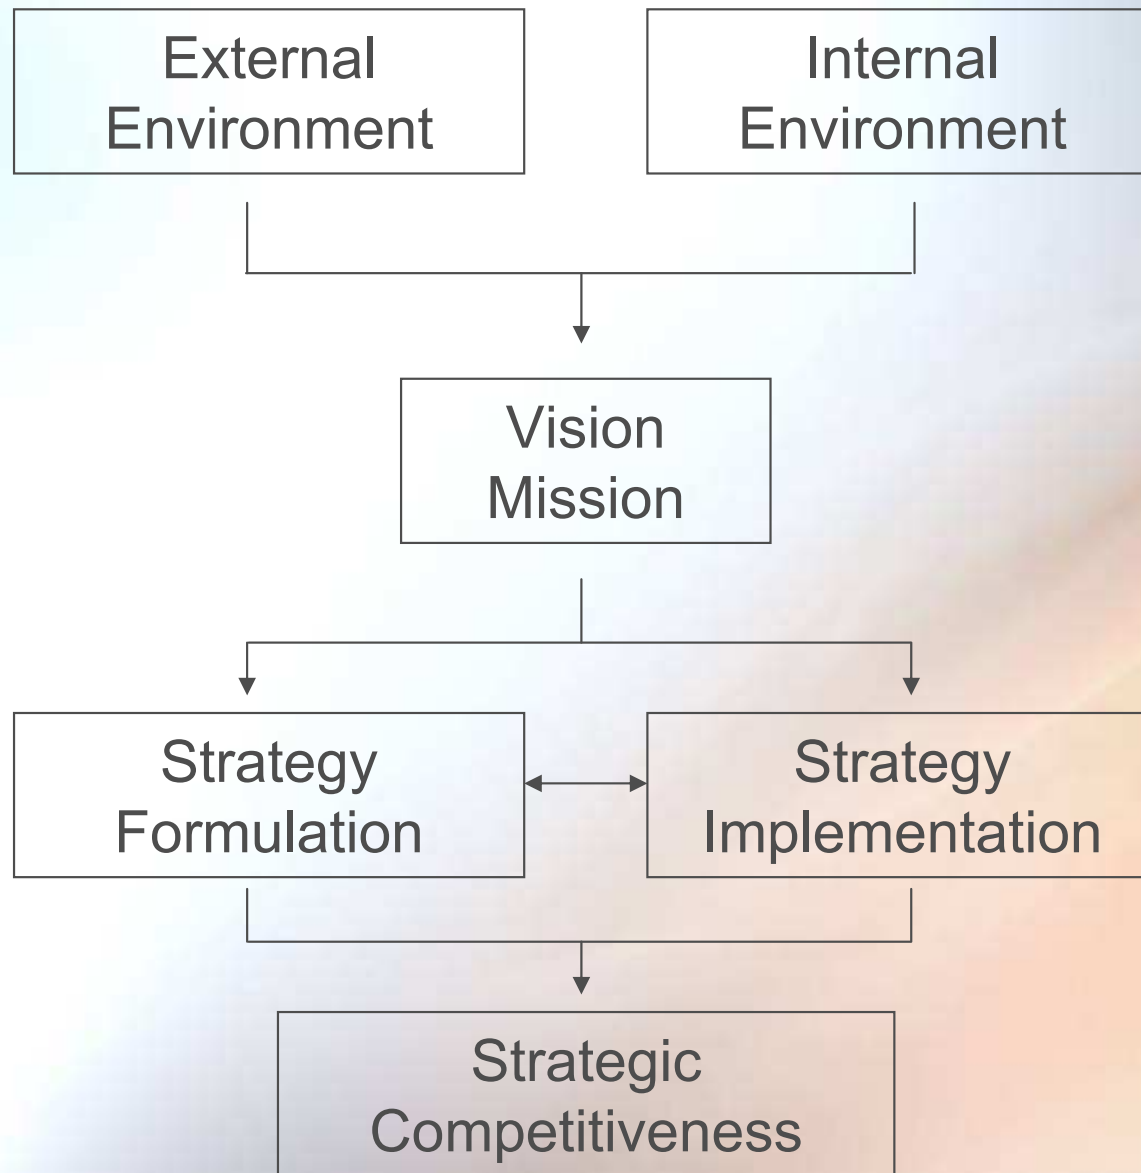 External
Environment
Internal
Environment
Vision
Mission
Strategy
Formulation
Strategy
Implementation
Strategic
Competitiveness